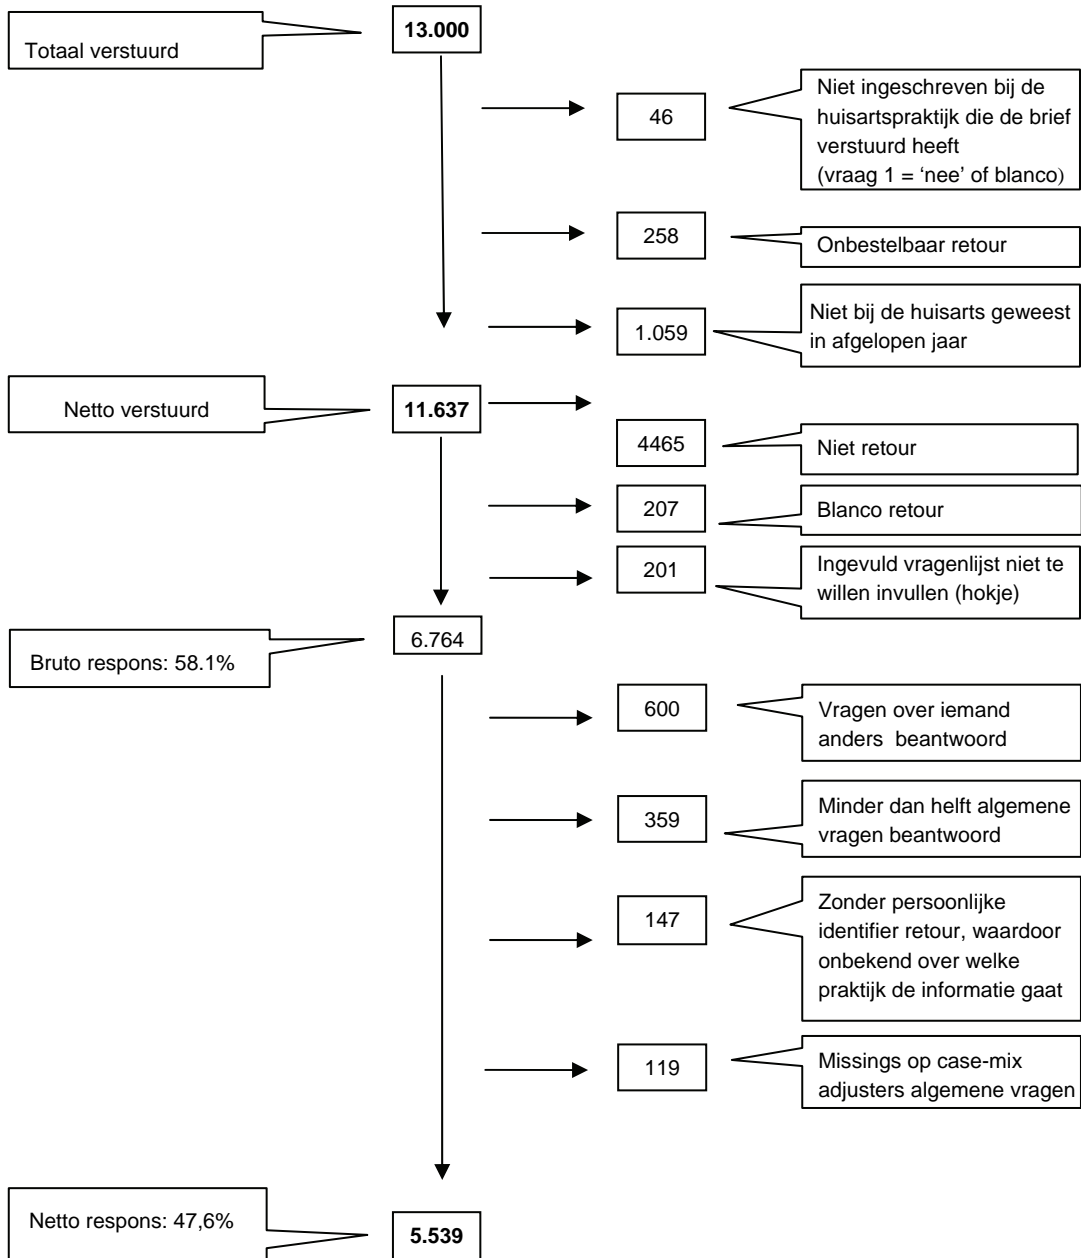 Totaal verstuurd
13.000
46
Niet ingeschreven bij de
huisartspraktijk die de brief
verstuurd heeft
(vraag 1 = ‘nee’ of blanco)
258
Onbestelbaar retour
1.059
Niet bij de huisarts geweest
in afgelopen jaar
Netto verstuurd
11.637
4465
Niet retour
207
Blanco retour
201
Ingevuld vragenlijst niet te
willen invullen (hokje)
Bruto respons: 58.1%
6.764
600
Vragen over iemand
anders beantwoord
359
Minder dan helft algemene
vragen beantwoord
147
Zonder persoonlijke
identifier retour, waardoor
onbekend over welke
praktijk de informatie gaat
119
Missings op case-mix
adjusters algemene vragen
Netto respons: 47,6%
5.539